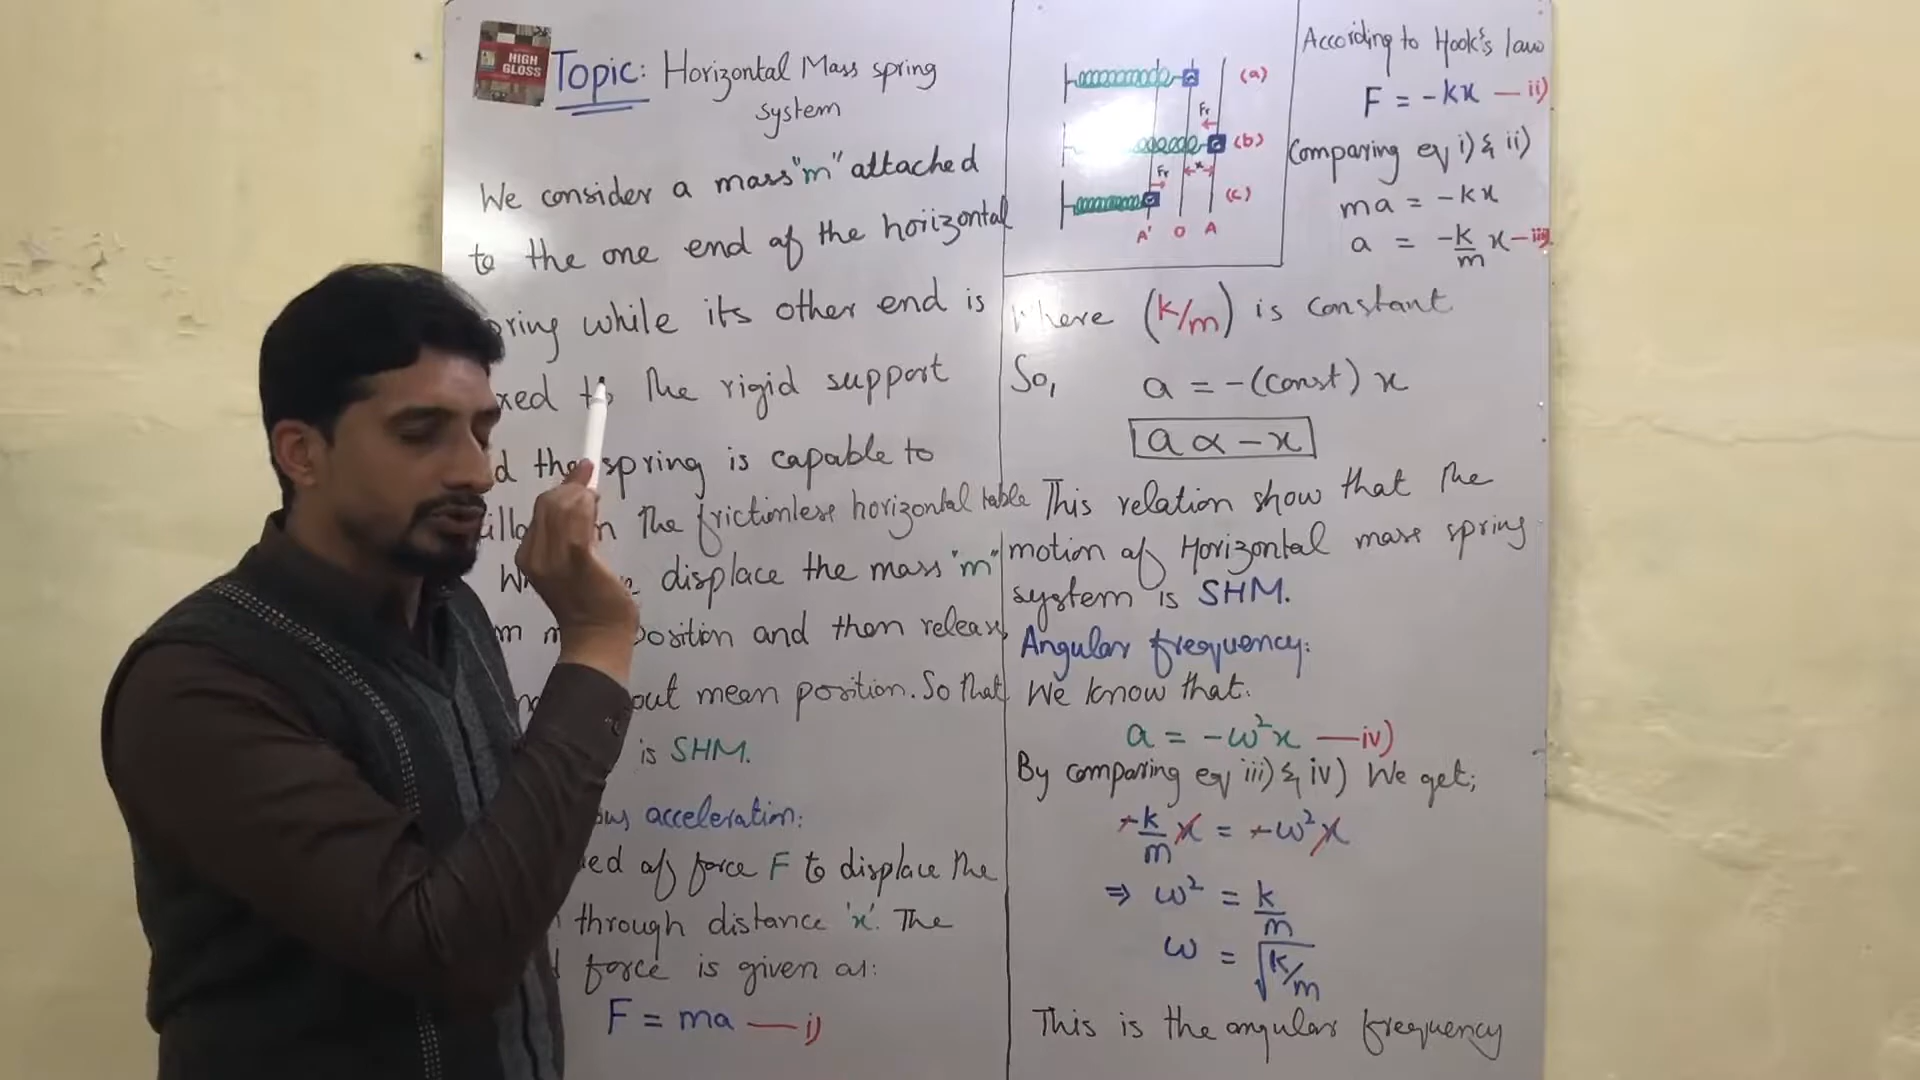 HIGH
GLOSS
Topic: Horizontal Mass spring
system
We consider a mass "m" attached
to the one end of the horizontal
while its other end is
the rigid support
the spring is capable to
the frictionless horizontal table
displace the mass "m"
position and then release
mean position. So that
is SHM.
acceleration:
of force F to displace the
through distance 'x'. The
force is given as:
F = ma — i)
(a)
Fr
(b)
Fr
x
(c)
A' O A
According to Hook's law
F = -kx — ii)
Comparing eq i) & ii)
ma = -kx
a = -k/m x — iii)
Where (k/m) is constant
So, a = -(const) x
a α - x
This relation show that the
motion of Horizontal mass spring
system is SHM.
Angular frequency:
We know that.
a = -ω²x — iv)
By comparing eq iii) & iv) We get;
-k/m x = -ω²x
⇒ ω² = k/m
ω = √k/m
This is the angular frequency